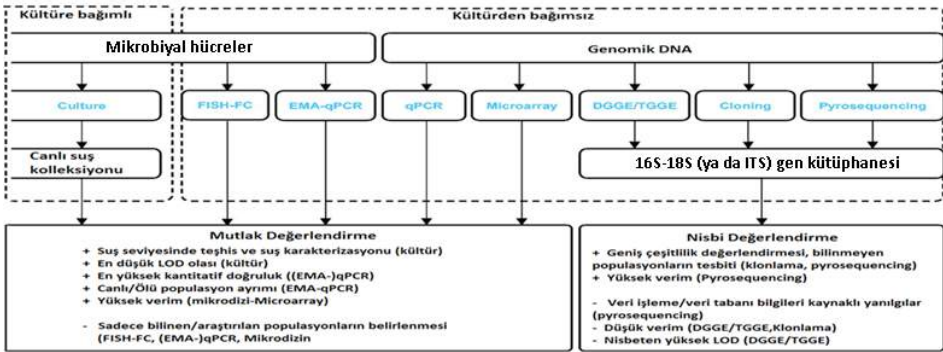 Kültüre bağımlı
Kültürden bağımsız
Mikrobiyal hücreler
Genomik DNA
Culture
FISH-FC
EMA-qPCR
qPCR
Microarray
DGGE/TGGE
Cloning
Pyrosequencing
Canlı suş
kolleksiyonu
16S-18S (ya da ITS) gen kütüphanesi
Mutlak Değerlendirme
+ Suş seviyesinde teşhis ve suş karakterizasyonu (kültür)
+ En düşük LOD olası (kültür)
+ En yüksek kantitatif doğruluk ((EMA-)qPCR)
+ Canlı/Ölü populasyon ayrımı (EMA-qPCR)
+ Yüksek verim (mikrodizi-Microarray)
- Sadece bilinen/araştırılan populasyonların belirlenmesi
(FISH-FC, (EMA-)qPCR, Mikrodizin
Nisbi Değerlendirme
+ Geniş çeşitlilik değerlendirmesi, bilinmeyen
populasyonların tesbiti (klonlama, pyrosequencing)
+ Yüksek verim (Pyrosequencing)
- Veri işleme/veri tabanı bilgileri kaynaklı yanılgılar
(pyrosequencing)
- Düşük verim (DGGE/TGGE,Klonlama)
- Nisbeten yüksek LOD (DGGE/TGGE)